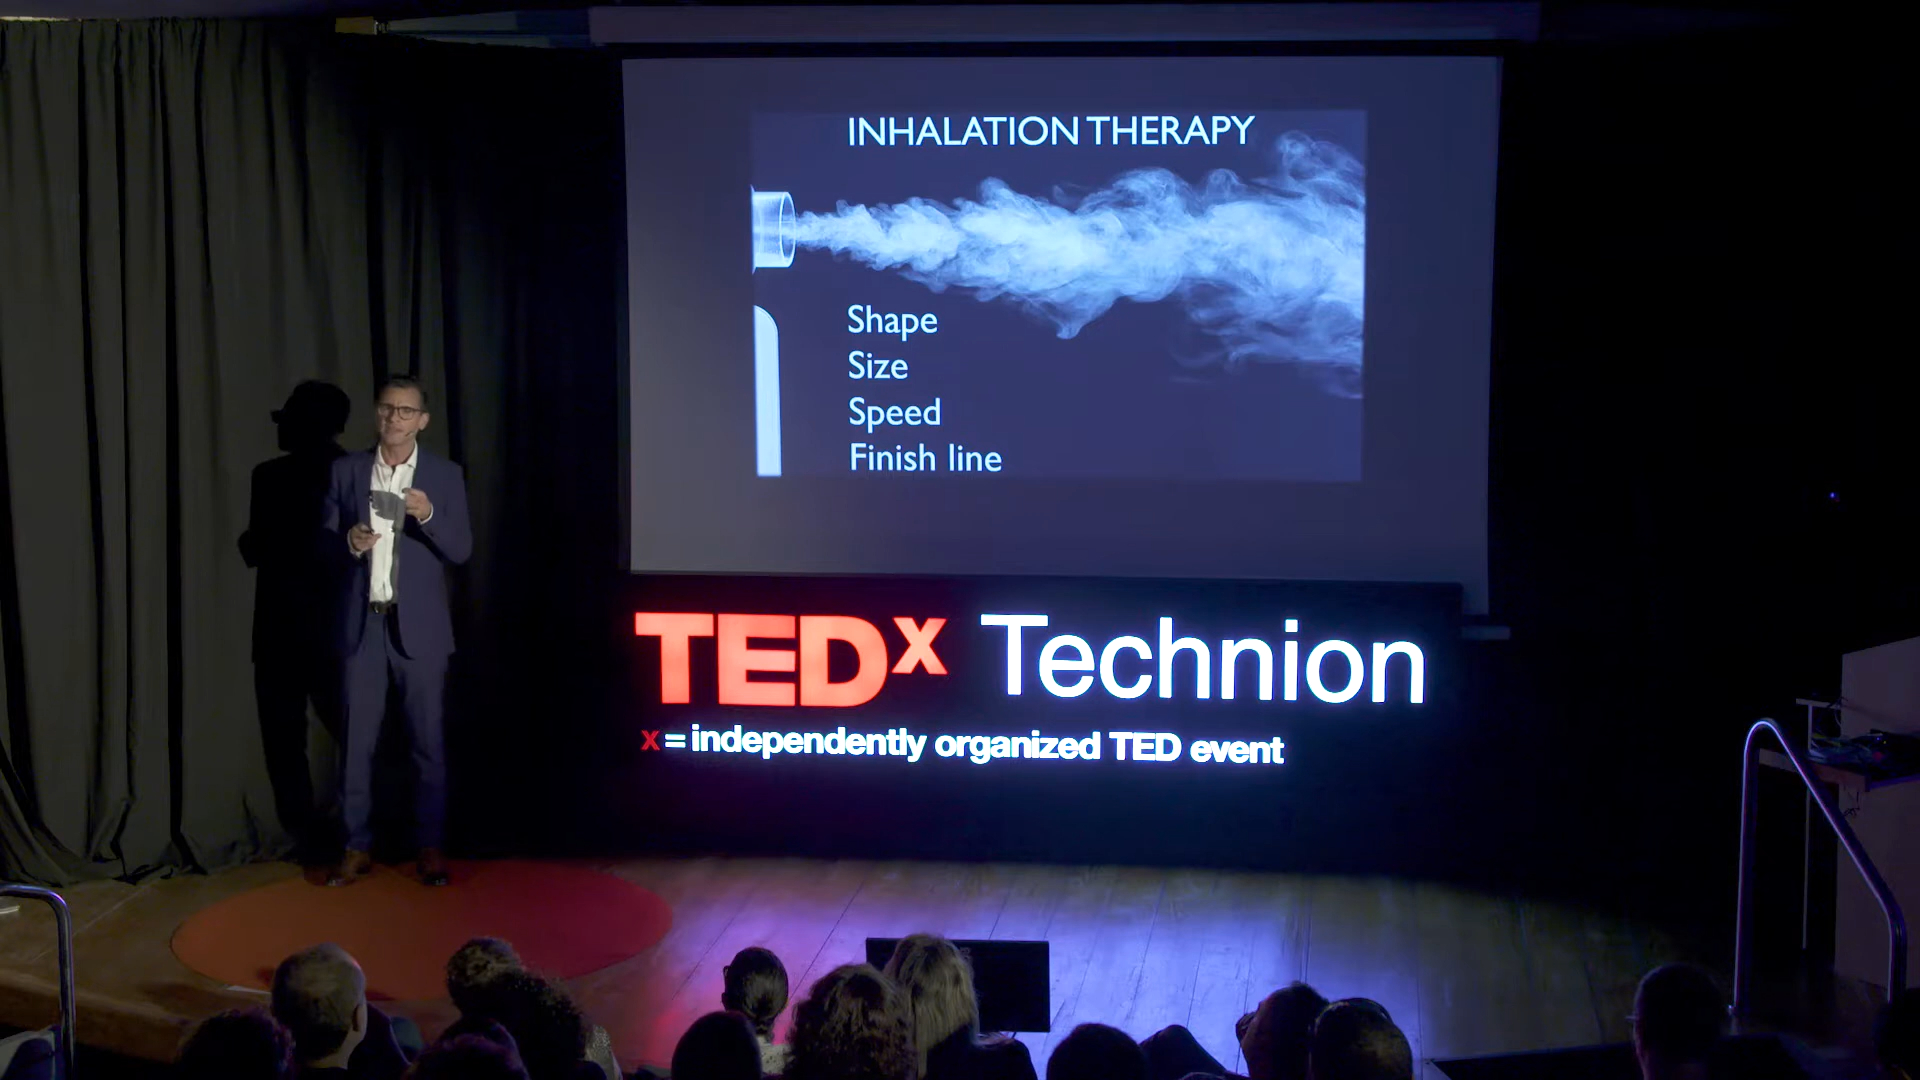 INHALATION THERAPY
Shape
Size
Speed
Finish line
TEDx Technion
x = independently organized TED event